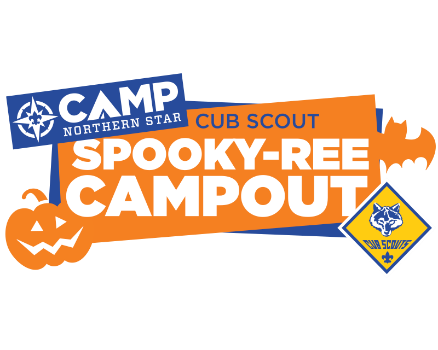 CAMP
NORTHERN STAR
CUB SCOUT
SPOOKY-REE
CAMPOUT
CUB SCOUTS